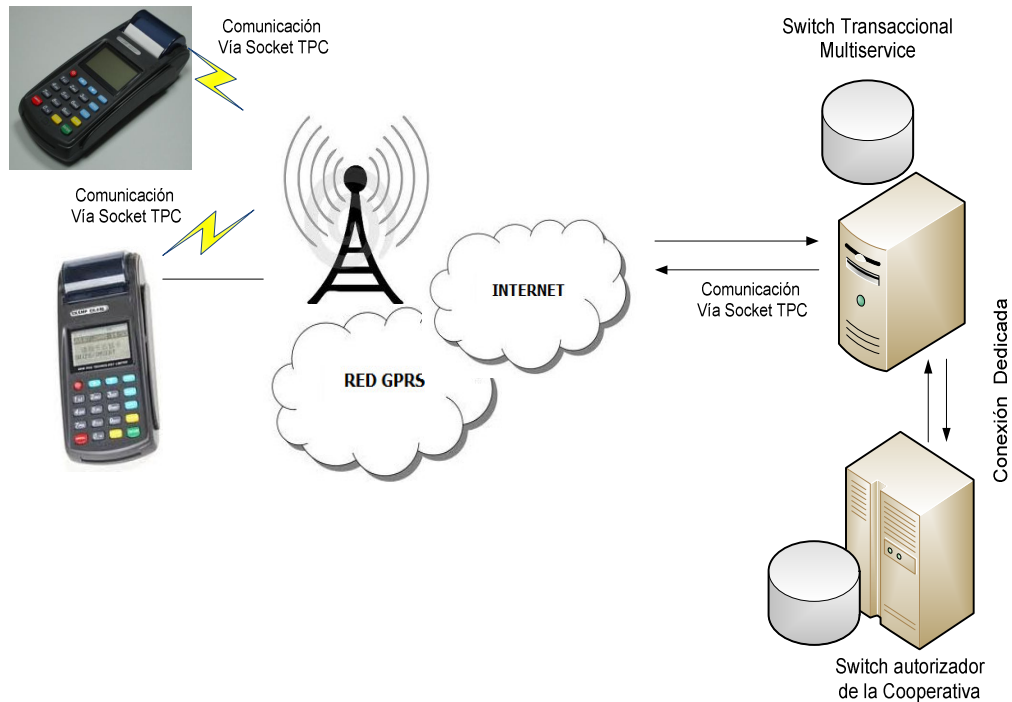 Comunicación
Vía Socket TPC
Switch Transaccional
Multiservice
Comunicación
Vía Socket TPC
INTERNET
Comunicación
Vía Socket TPC
RED GPRS
Conexión Dedicada
Switch autorizador
de la Cooperativa